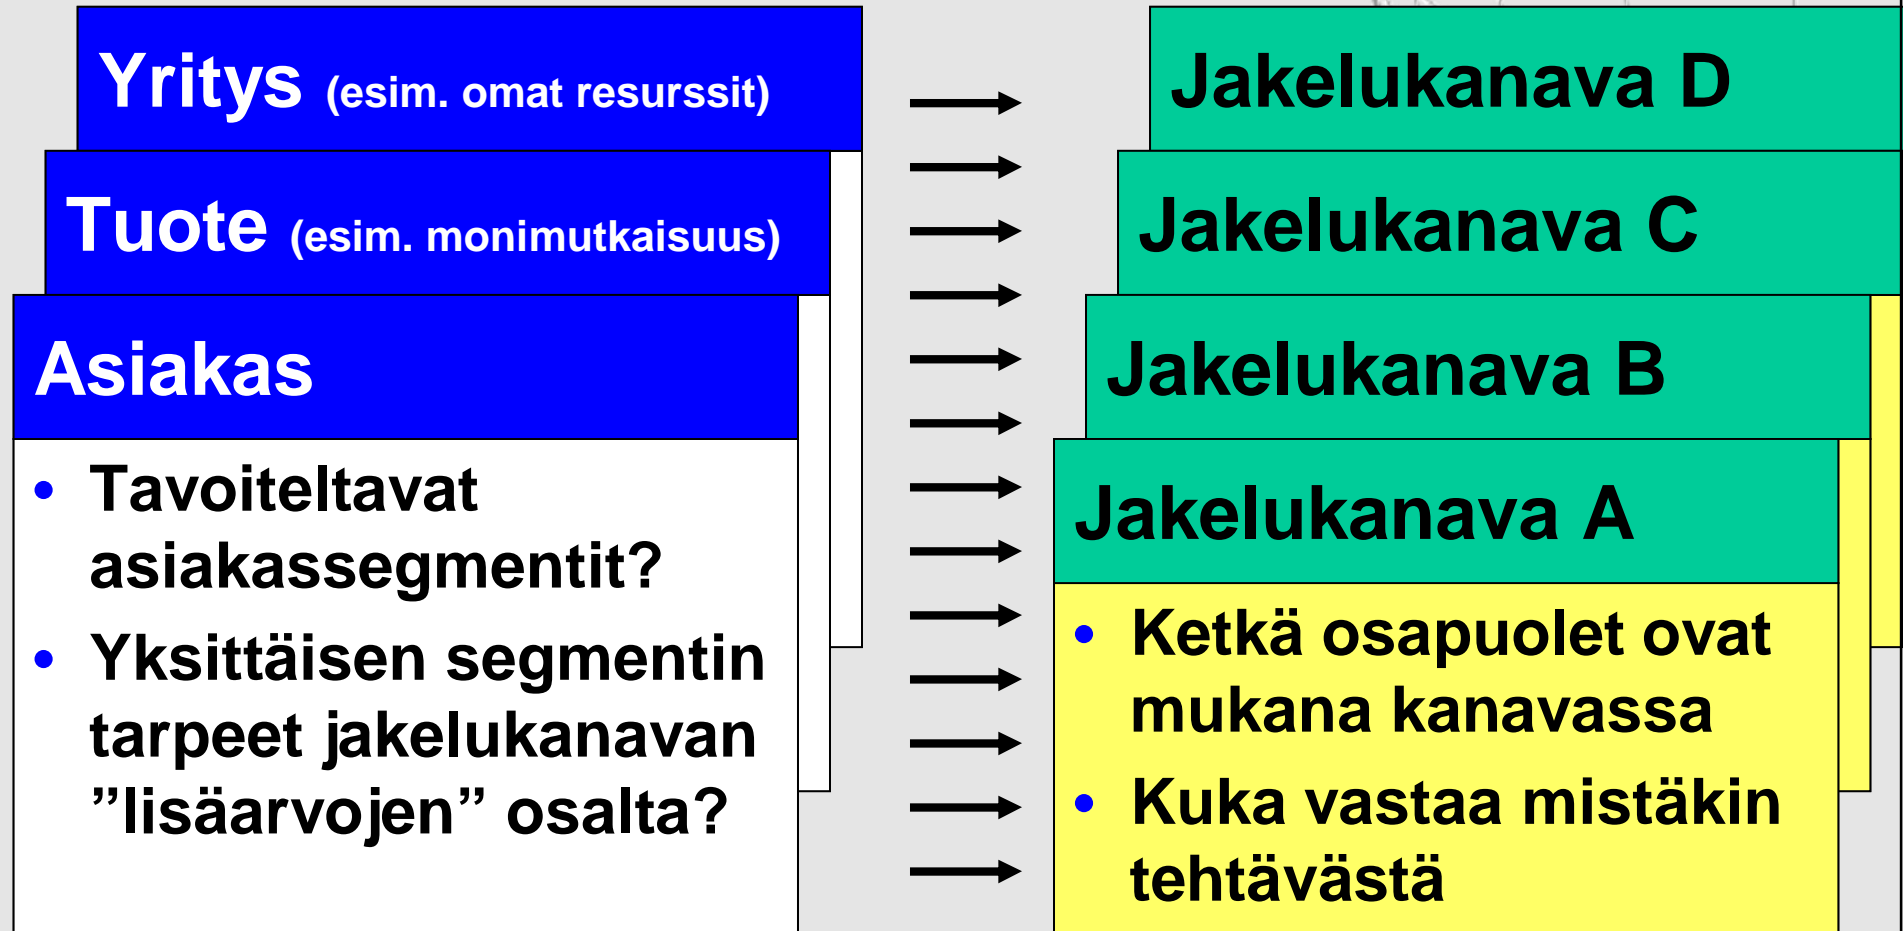 Yritys (esim. omat resurssit)
Tuote (esim. monimutkaisuus)
Asiakas
• Tavoiteltavat
asiakassegmentit?
• Yksittäisen segmentin
tarpeet jakelukanavan
”lisäarvojen” osalta?
Jakelukanava D
Jakelukanava C
Jakelukanava B
Jakelukanava A
• Ketkä osapuolet ovat
mukana kanavassa
• Kuka vastaa mistäkin
tehtävästä